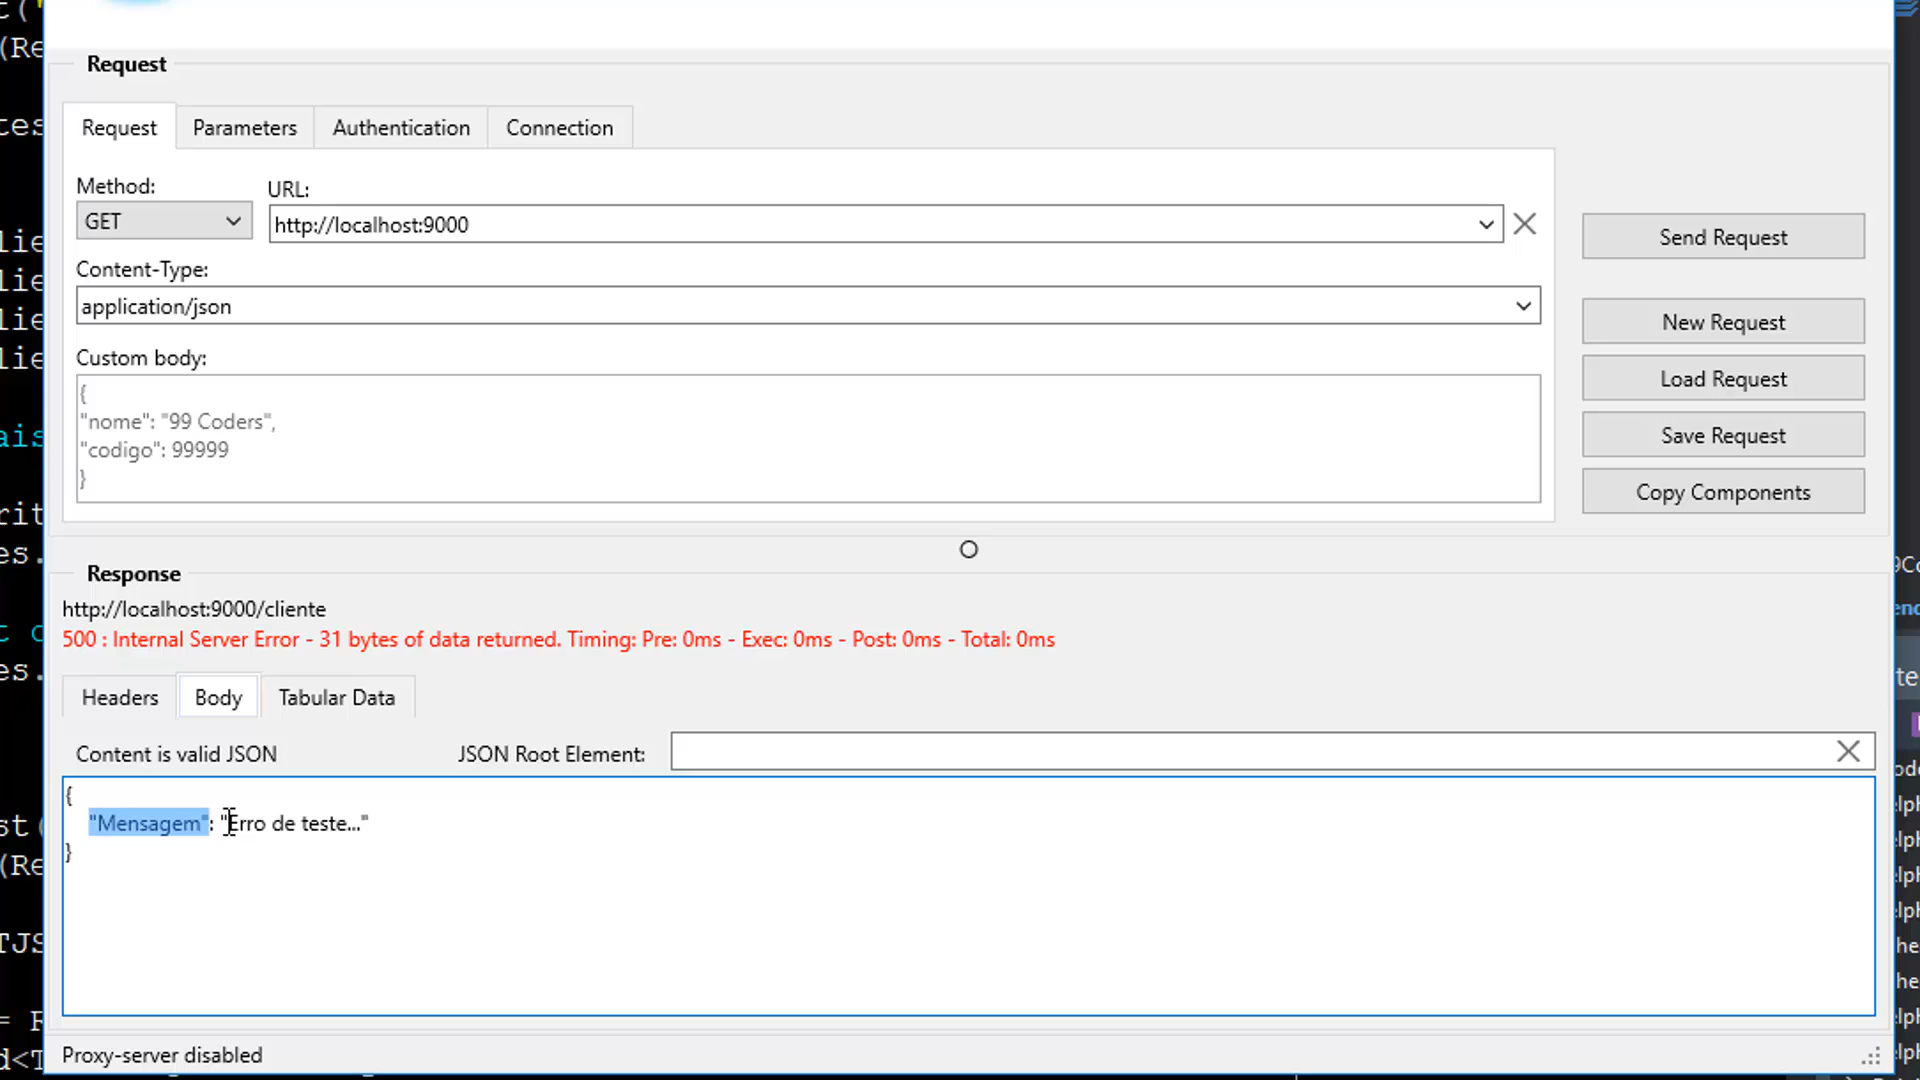 Request
Request Parameters Authentication Connection
Method: URL:
GET http://localhost:9000
Send Request
Content-Type:
application/json
New Request
Custom body:
{
"nome": "99 Coders",
"codigo": 99999
}
Load Request
Save Request
Copy Components
Response
http://localhost:9000/cliente
500 : Internal Server Error - 31 bytes of data returned. Timing: Pre: 0ms - Exec: 0ms - Post: 0ms - Total: 0ms
Headers Body Tabular Data
Content is valid JSON JSON Root Element:
{
"Mensagem": "Erro de teste..."
}
Proxy-server disabled